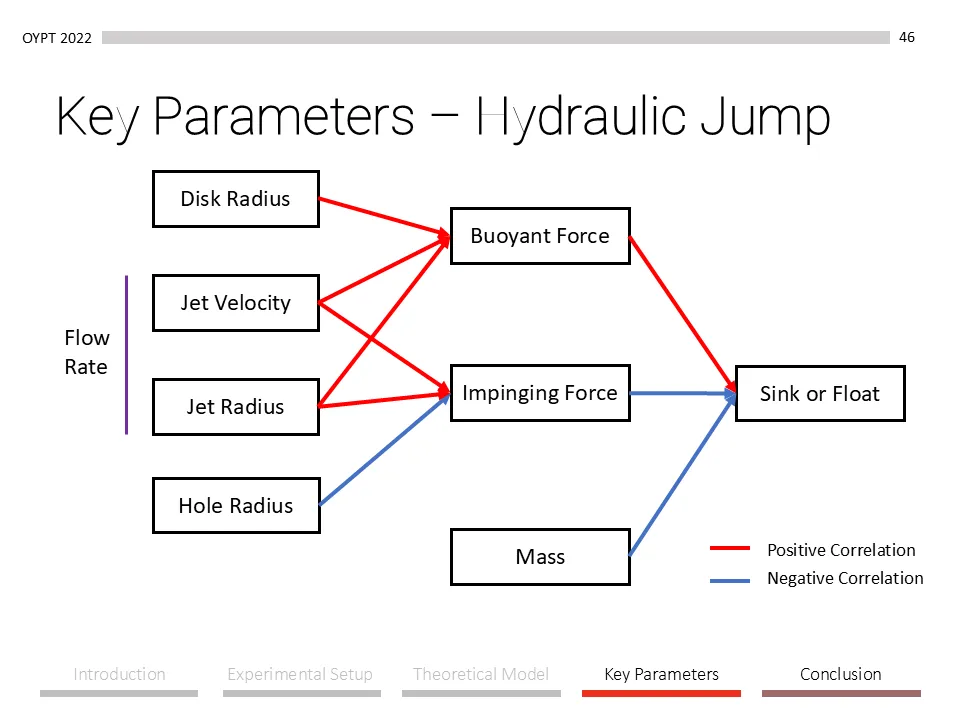 OYPT 2022
46
Key Parameters – Hydraulic Jump
Disk Radius
Buoyant Force
Jet Velocity
Flow
Rate
Impinging Force
Sink or Float
Jet Radius
Hole Radius
Mass
Positive Correlation
Negative Correlation
Introduction
Experimental Setup
Theoretical Model
Key Parameters
Conclusion